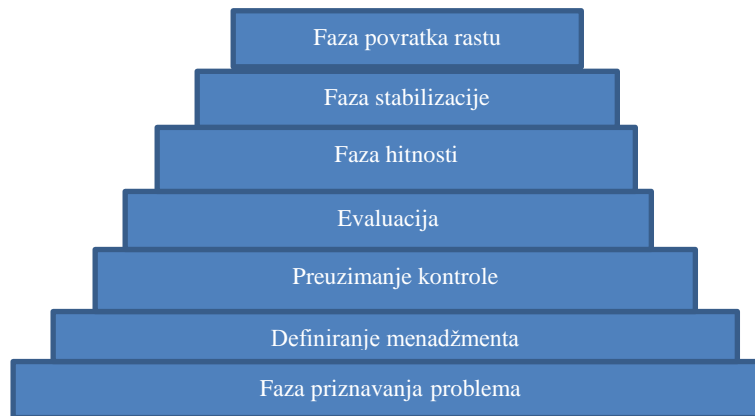 Faza povratka rastu
Faza stabilizacije
Faza hitnosti
Evaluacija
Preuzimanje kontrole
Definiranje menadžmenta
Faza priznavanja problema